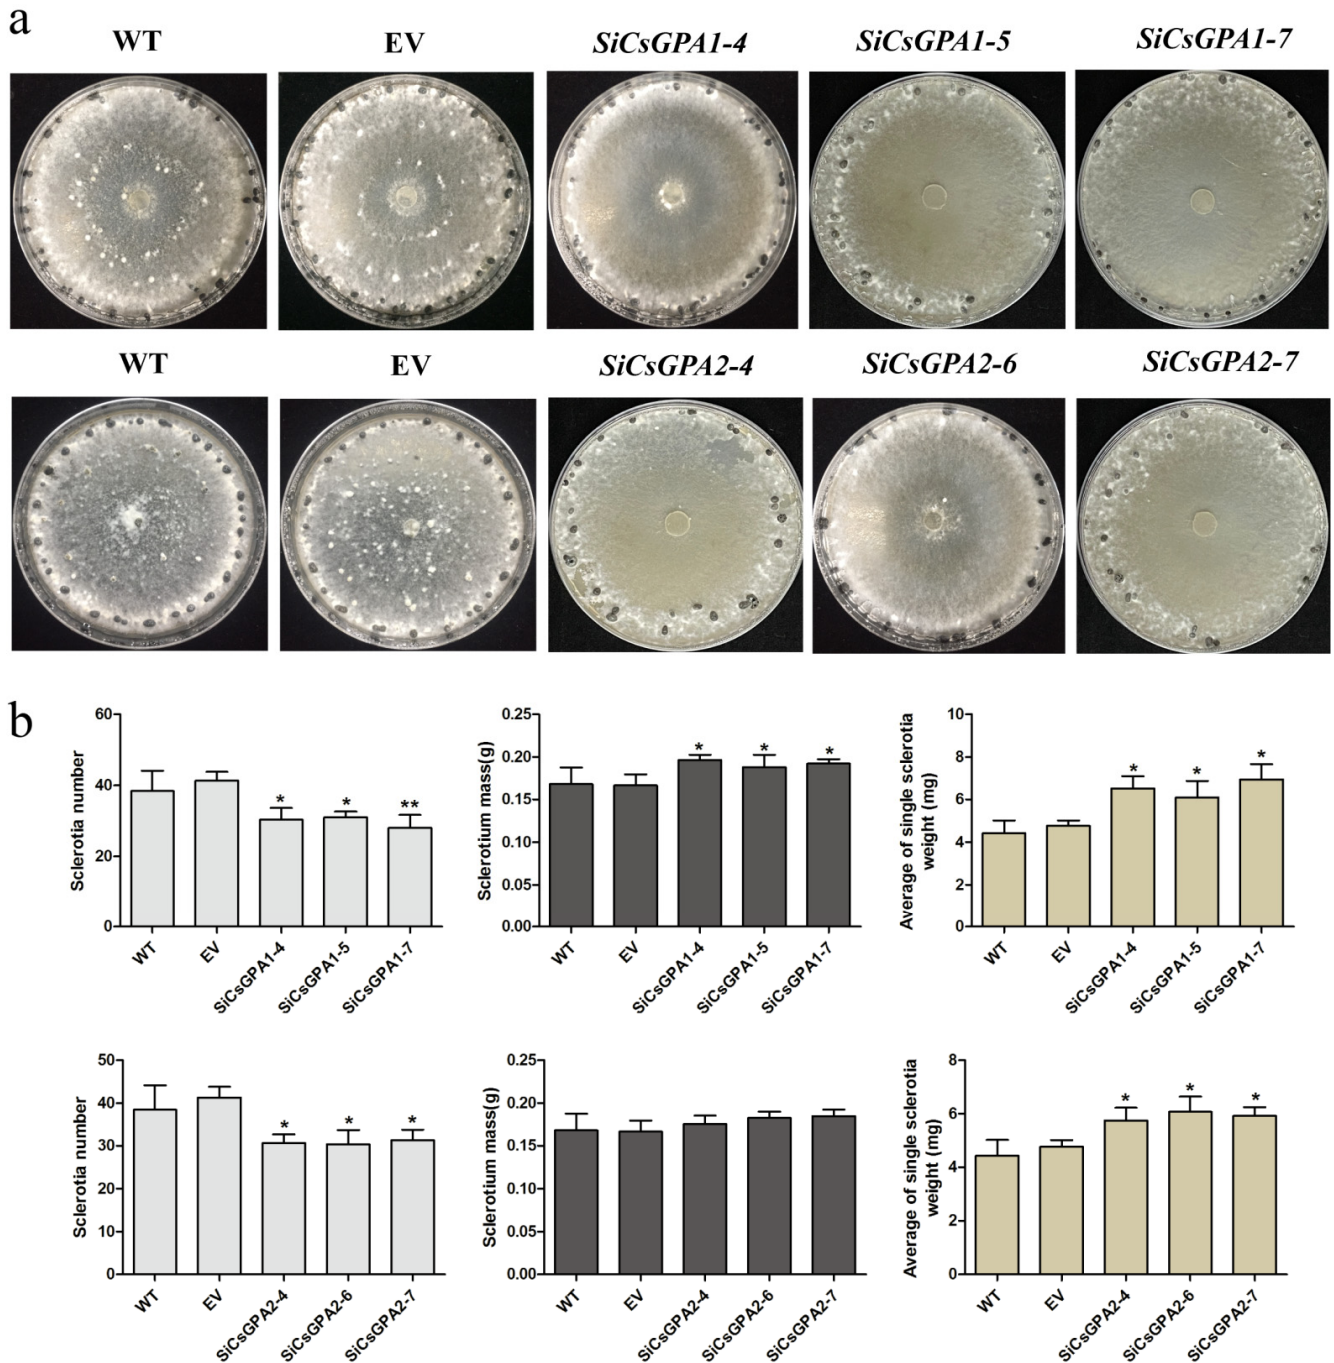 a
WT EV SiCsGPA1-4 SiCsGPA1-5 SiCsGPA1-7
WT EV SiCsGPA2-4 SiCsGPA2-6 SiCsGPA2-7
b
Sclerotia number
60
40
20
0
WT EV SiCsGPA1-4 SiCsGPA1-5 SiCsGPA1-7
* * **
Sclerotium mass(g)
0.25
0.20
0.15
0.10
0.05
0.00
WT EV SiCsGPA1-4 SiCsGPA1-5 SiCsGPA1-7
* * *
Average of single sclerotia
weight (mg)
10
8
6
4
2
0
WT EV SiCsGPA1-4 SiCsGPA1-5 SiCsGPA1-7
* * *
Sclerotia number
50
40
30
20
10
0
WT EV SiCsGPA2-4 SiCsGPA2-6 SiCsGPA2-7
* * *
Sclerotium mass(g)
0.25
0.20
0.15
0.10
0.05
0.00
WT EV SiCsGPA2-4 SiCsGPA2-6 SiCsGPA2-7
Average of single sclerotia
weight (mg)
8
6
4
2
0
WT EV SiCsGPA2-4 SiCsGPA2-6 SiCsGPA2-7
* * *